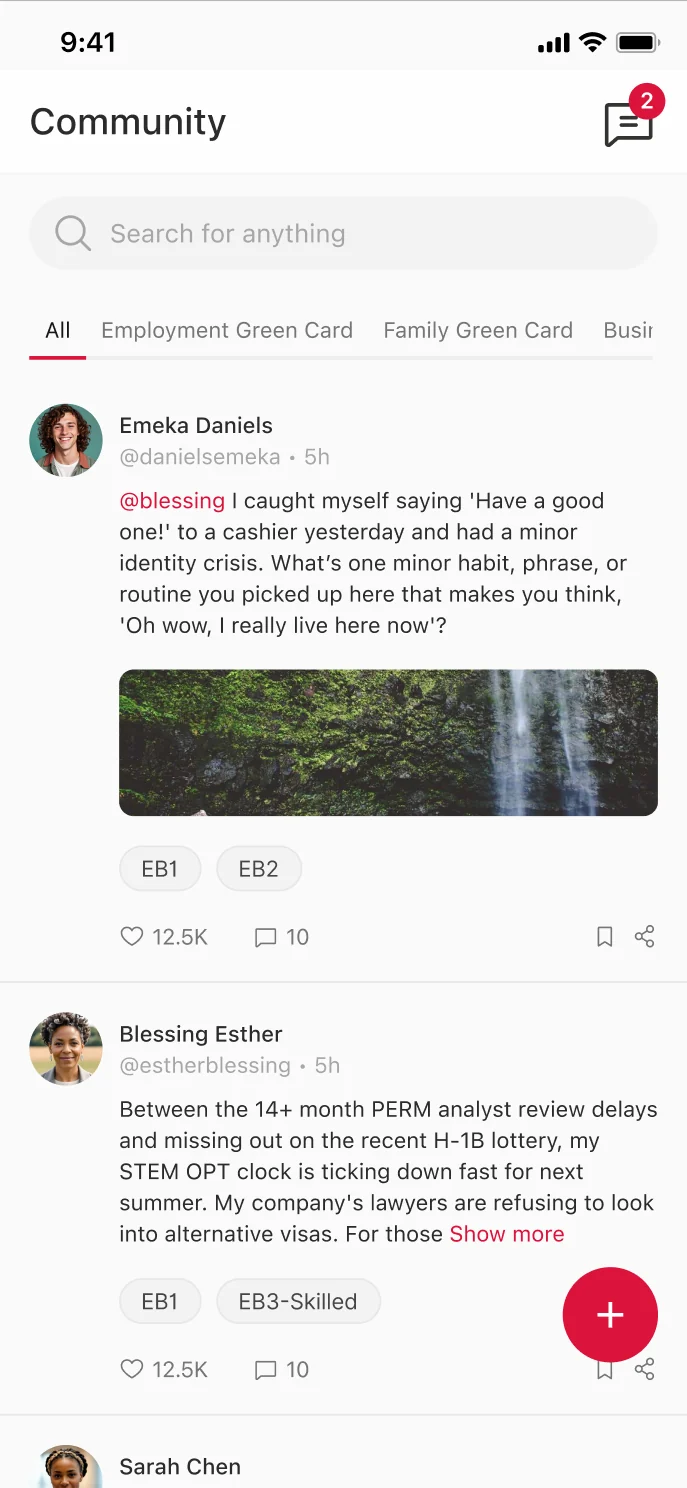 9:41
Community
2
Search for anything
All Employment Green Card Family Green Card Busin
Emeka Daniels
@danielsemeka • 5h
@blessing I caught myself saying 'Have a good
one!' to a cashier yesterday and had a minor
identity crisis. What’s one minor habit, phrase, or
routine you picked up here that makes you think,
'Oh wow, I really live here now'?
EB1 EB2
12.5K 10
Blessing Esther
@estherblessing • 5h
Between the 14+ month PERM analyst review delays
and missing out on the recent H-1B lottery, my
STEM OPT clock is ticking down fast for next
summer. My company's lawyers are refusing to look
into alternative visas. For those Show more
EB1 EB3-Skilled
12.5K 10
Sarah Chen